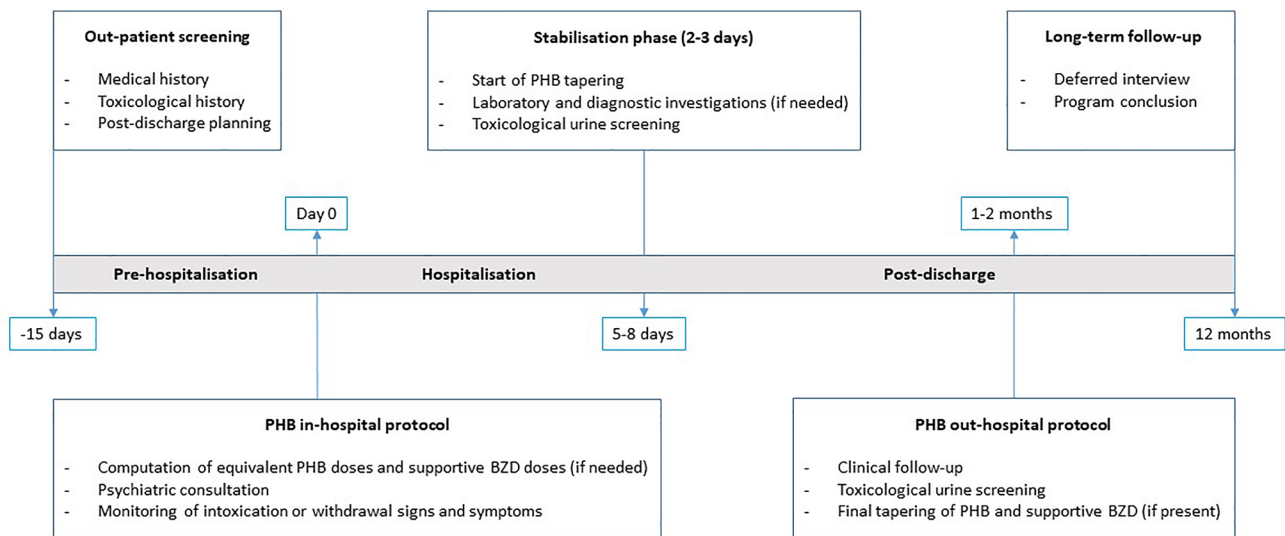 Out-patient screening
- Medical history
- Toxicological history
- Post-discharge planning
Stabilisation phase (2-3 days)
- Start of PHB tapering
- Laboratory and diagnostic investigations (if needed)
- Toxicological urine screening
Long-term follow-up
- Deferred interview
- Program conclusion
Day 0
1-2 months
Pre-hospitalisation
Hospitalisation
Post-discharge
-15 days
5-8 days
12 months
PHB in-hospital protocol
- Computation of equivalent PHB doses and supportive BZD doses (if needed)
- Psychiatric consultation
- Monitoring of intoxication or withdrawal signs and symptoms
PHB out-hospital protocol
- Clinical follow-up
- Toxicological urine screening
- Final tapering of PHB and supportive BZD (if present)